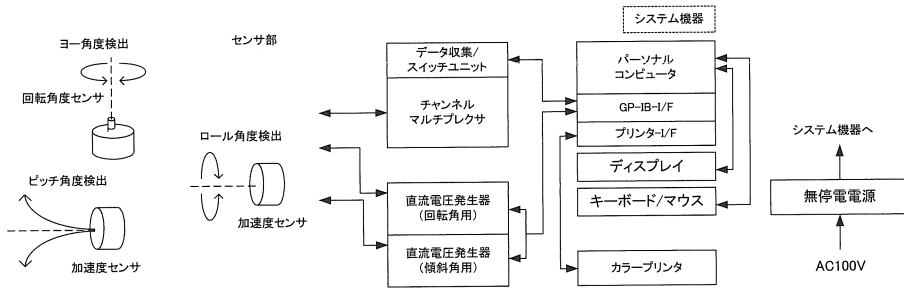 システム機器
ヨー角度検出
回転角度センサ
ピッチ角度検出
加速度センサ
センサ部
ロール角度検出
加速度センサ
データ収集/
スイッチユニット
チャンネル
マルチプレクサ
直流電圧発生器
(回転角用)
直流電圧発生器
(傾斜角用)
パーソナル
コンピュータ
GP-IB-I/F
プリンター-I/F
ディスプレイ
キーボード/マウス
カラープリンタ
システム機器へ
無停電電源
AC100V